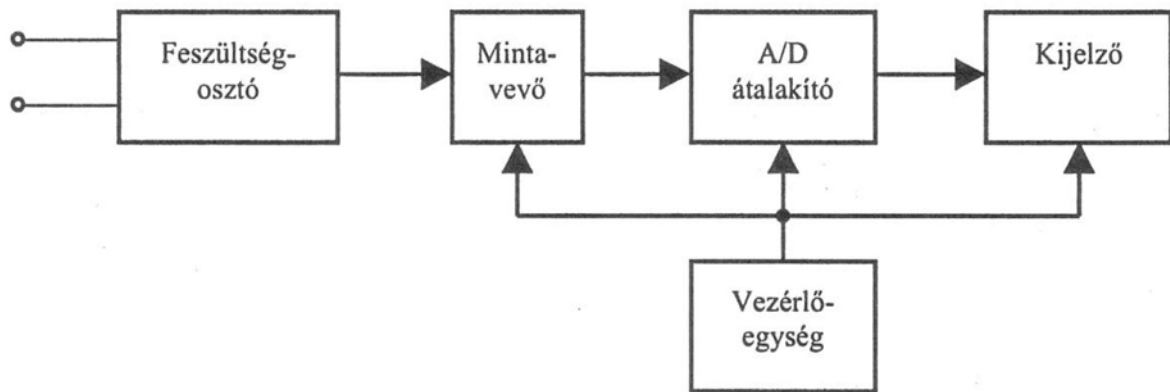 Feszültség-
osztó
Minta-
vevő
A/D
átalakító
Kijelző
Vezérlő-
egység